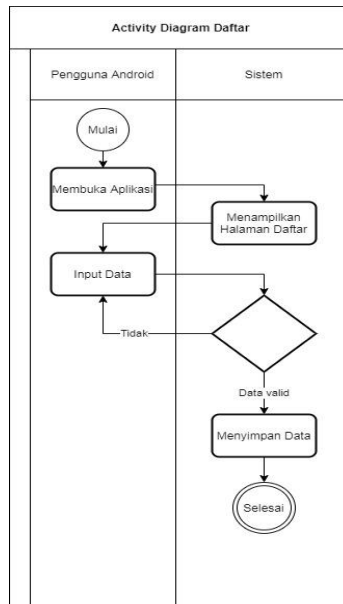 Activity Diagram Daftar
Pengguna Android
Sistem
Mulai
Membuka Aplikasi
Menampilkan
Halaman Daftar
Input Data
Tidak
Data valid
Menyimpan Data
Selesai